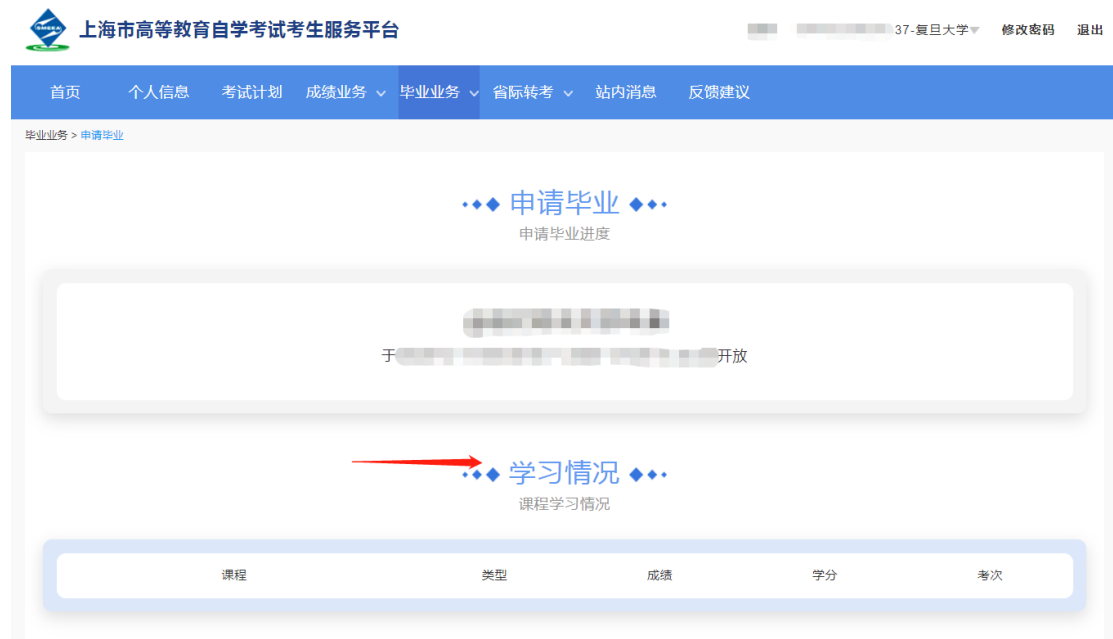 SMEEA 上海市高等教育自学考试考生服务平台
37-复旦大学 修改密码 退出
首页 个人信息 考试计划 成绩业务 毕业业务 省际转考 站内消息 反馈建议
毕业业务 > 申请毕业
申请毕业
申请毕业进度
于 开放
学习情况
课程学习情况
课程 类型 成绩 学分 考次